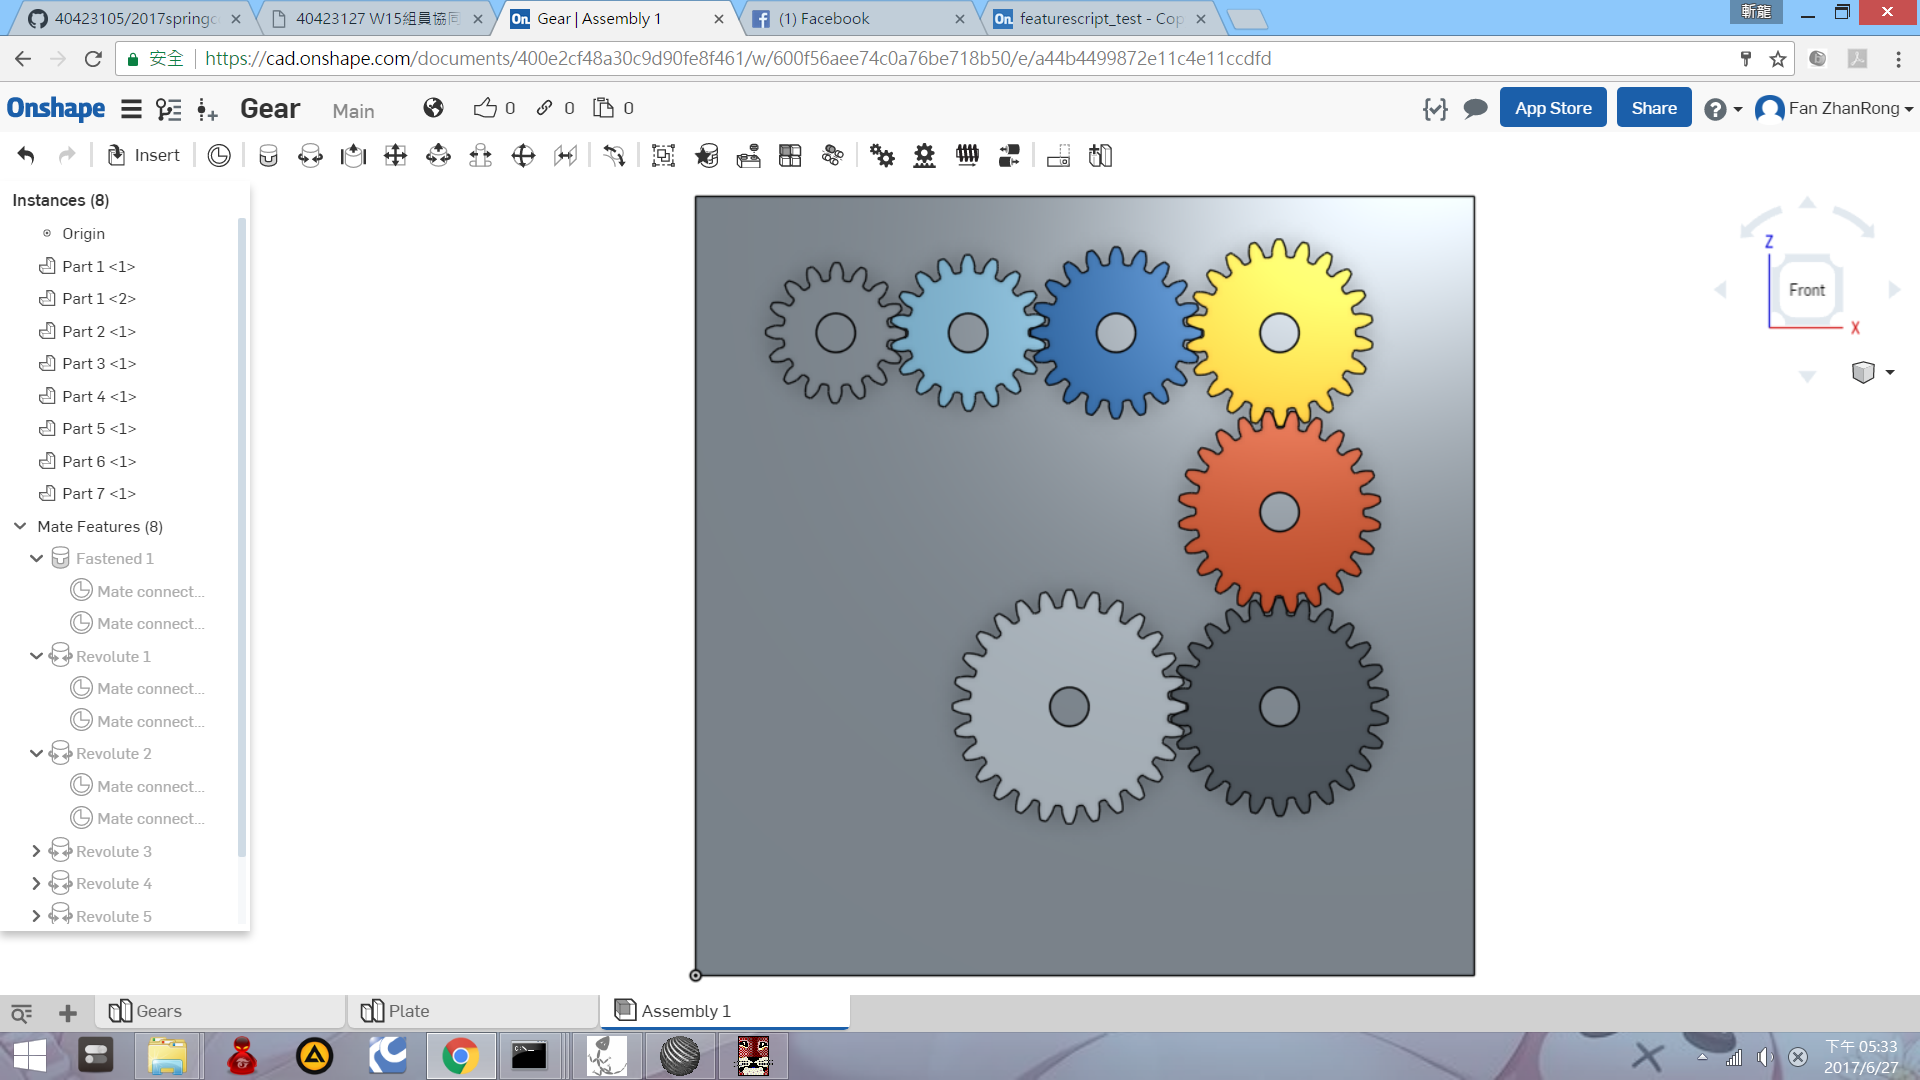 40423105/2017springc
40423127 W15組員協同
Gear | Assembly 1
(1) Facebook
featurescript_test - Cop
斬龍
安全
https://cad.onshape.com/documents/400e2cf48a30c9d90fe8f461/w/600f56aee74c0a76be718b50/e/a44b4499872e11c4e11ccdfd
Onshape
Gear
Main
0
0
0
App Store
Share
Fan ZhanRong
Insert
Instances (8)
Origin
Part 1 <1>
Part 1 <2>
Part 2 <1>
Part 3 <1>
Part 4 <1>
Part 5 <1>
Part 6 <1>
Part 7 <1>
Mate Features (8)
Fastened 1
Mate connect...
Mate connect...
Revolute 1
Mate connect...
Mate connect...
Revolute 2
Mate connect...
Mate connect...
Revolute 3
Revolute 4
Revolute 5
Z
Front
X
Gears
Plate
Assembly 1
下午 05:33
2017/6/27